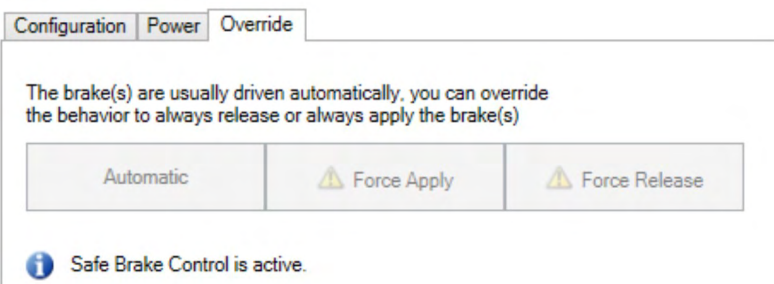 Configuration Power Override
The brake(s) are usually driven automatically, you can override
the behavior to always release or always apply the brake(s)
Automatic Force Apply Force Release
Safe Brake Control is active.